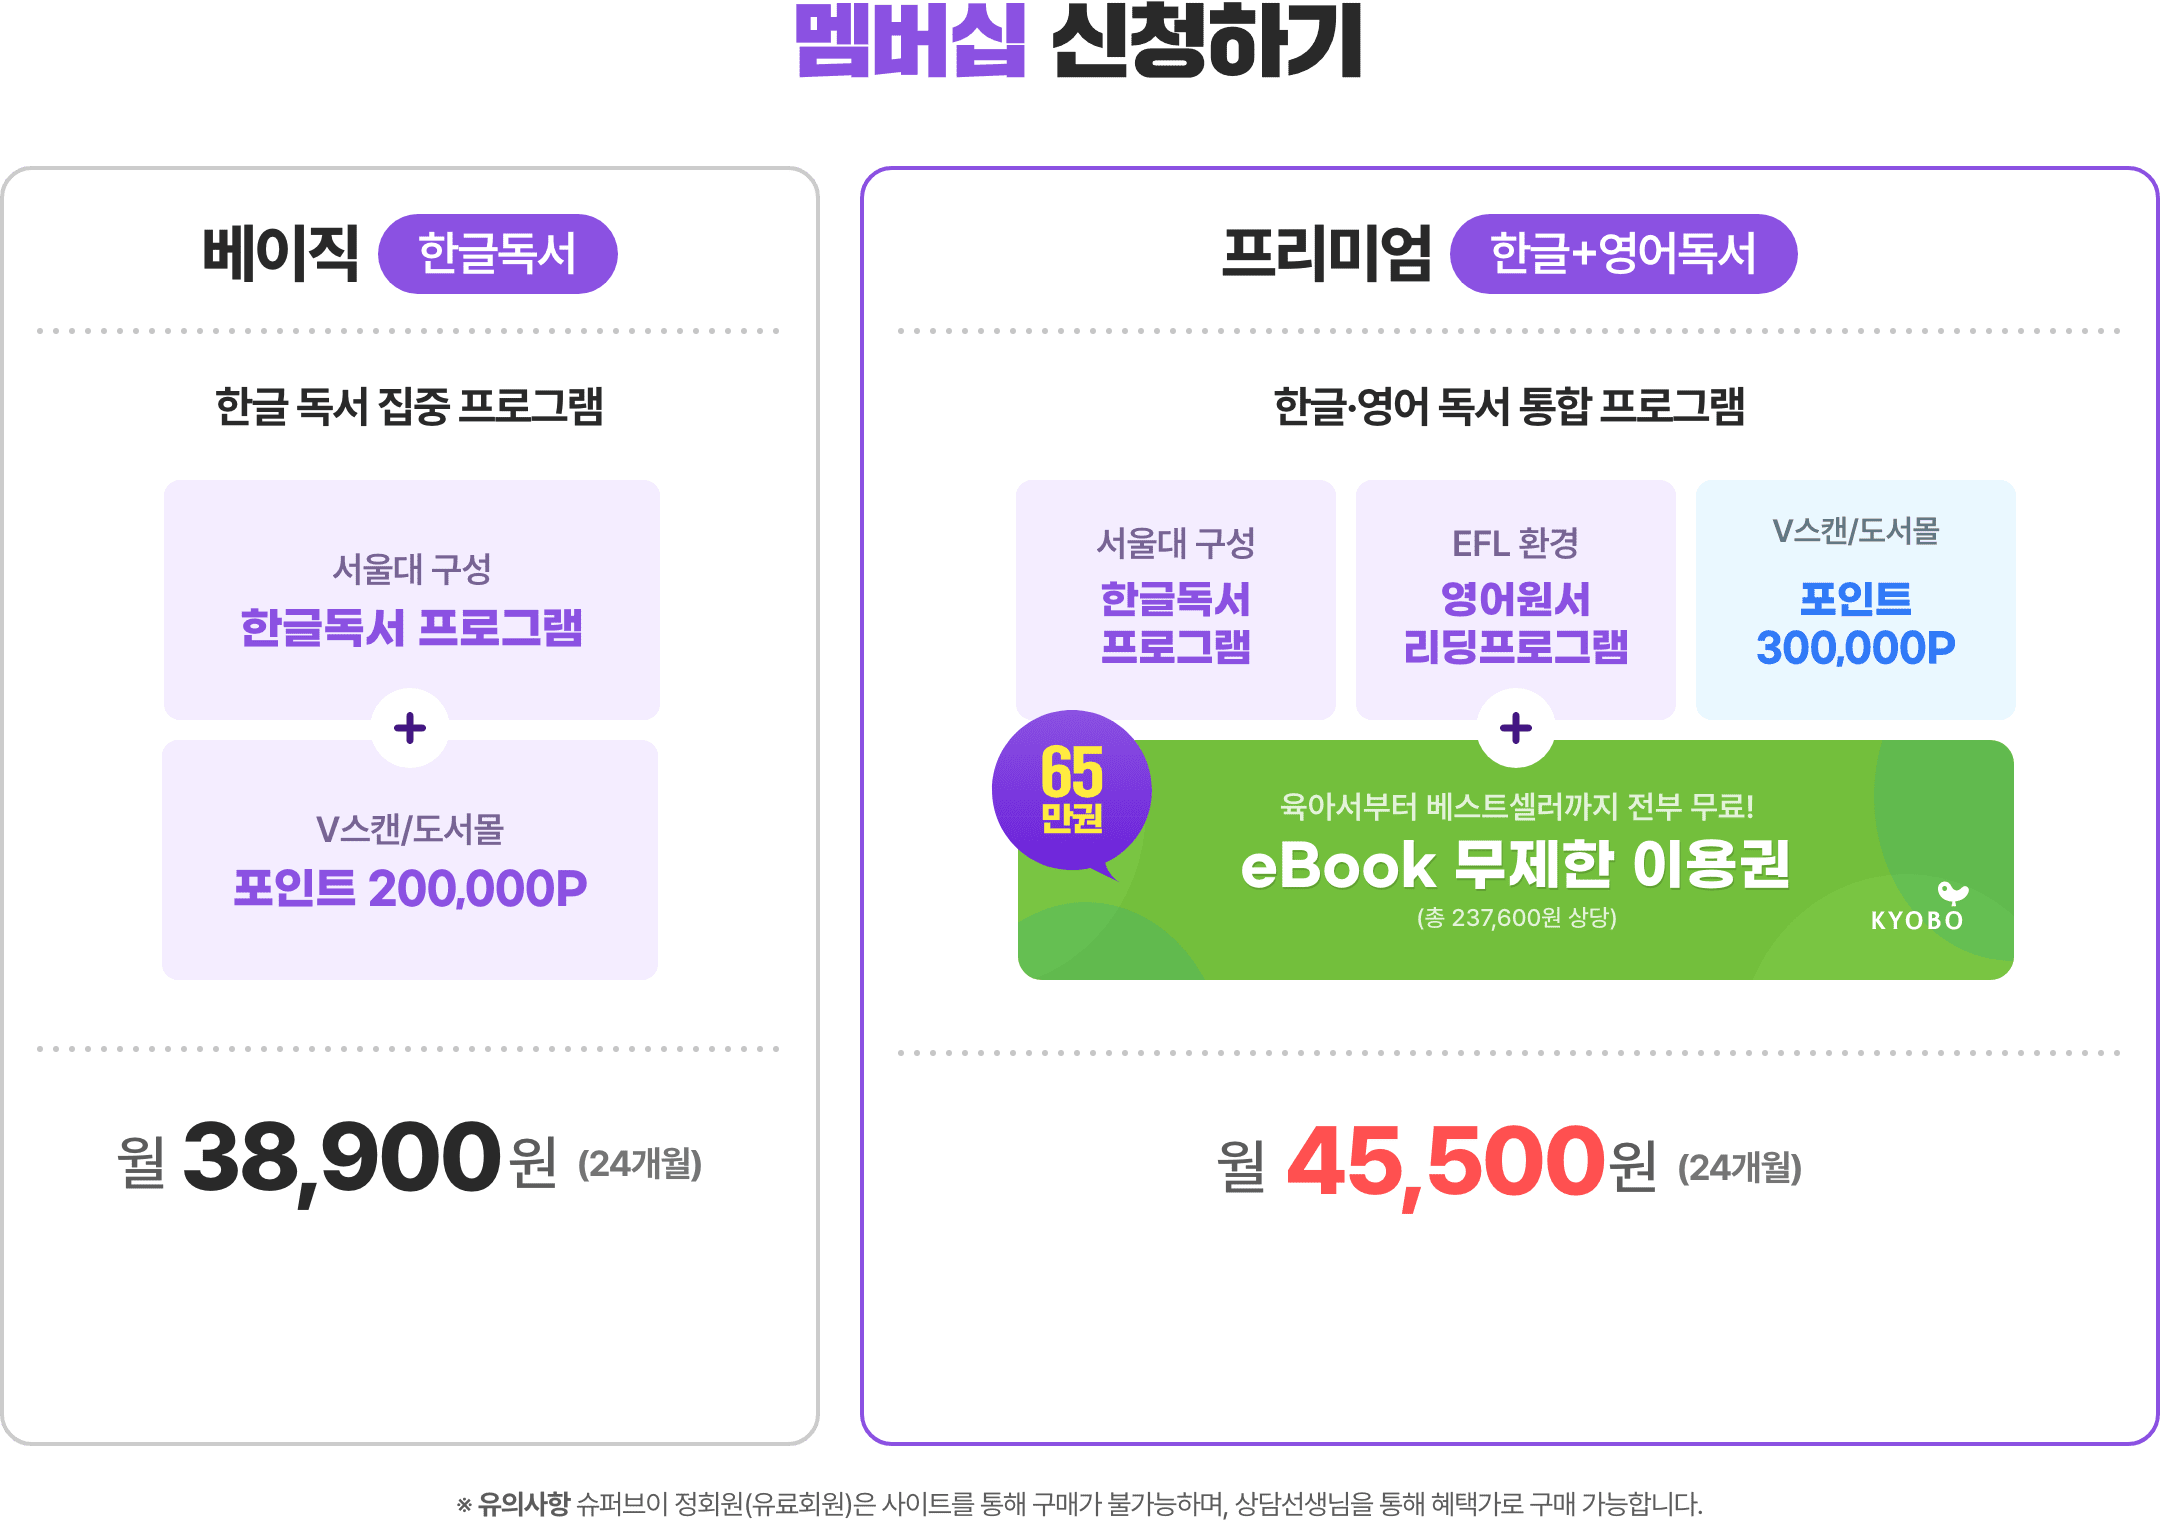 멤버십 신청하기
베이직 한글독서
한글 독서 집중 프로그램
서울대 구성
한글독서 프로그램
+
V스캔/도서몰
포인트 200,000P
월 38,900원 (24개월)
프리미엄 한글+영어독서
한글·영어 독서 통합 프로그램
서울대 구성
한글독서
프로그램
EFL 환경
영어원서
리딩프로그램
V스캔/도서몰
포인트
300,000P
+
65
만권
육아서부터 베스트셀러까지 전부 무료!
eBook 무제한 이용권
(총 237,600원 상당)
KYOBO
월 45,500원 (24개월)
※ 유의사항 슈퍼브이 정회원(유료회원)은 사이트를 통해 구매가 불가능하며, 상담선생님을 통해 혜택가로 구매 가능합니다.